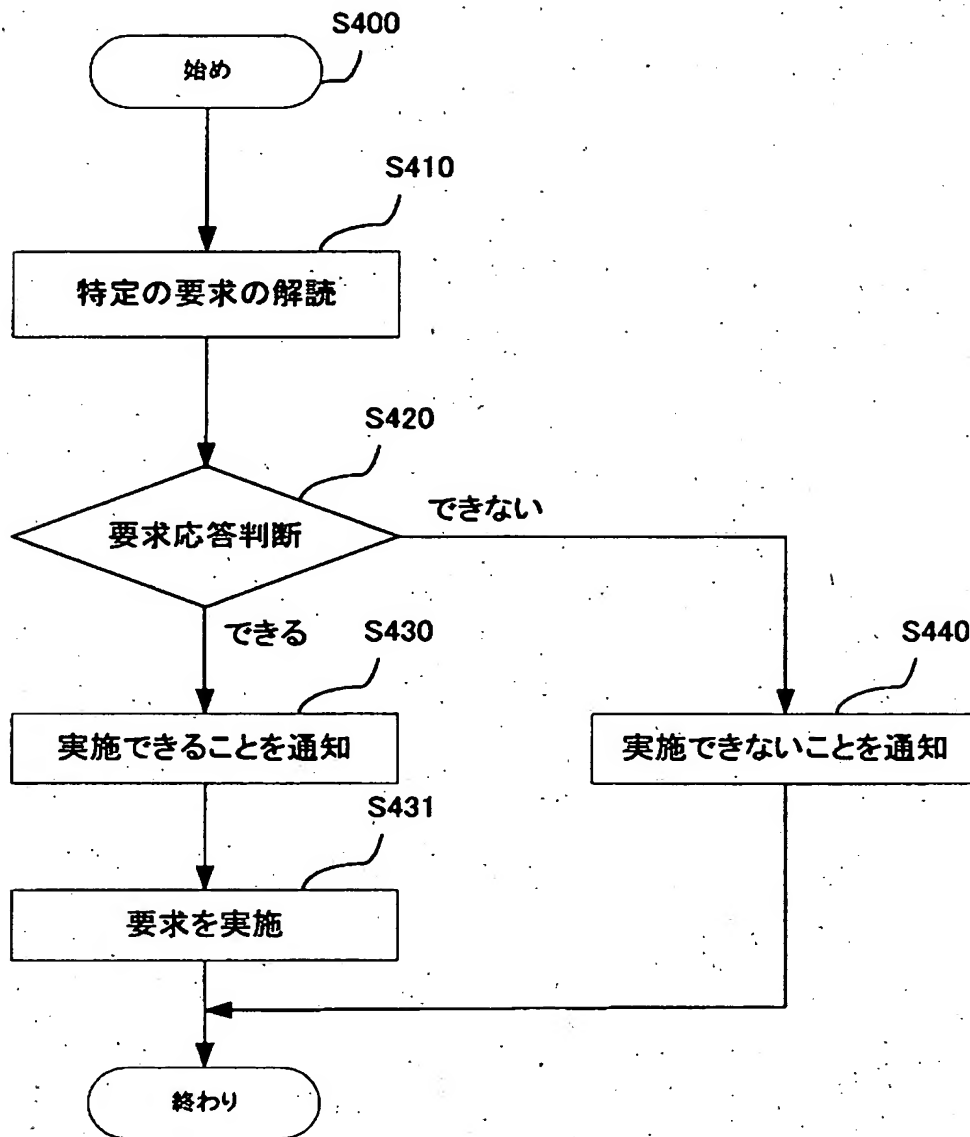 S400
始め
S410
特定の要求の解読
S420
要求応答判断
できない
できる
S430
S440
実施できることを通知
実施できないことを通知
S431
要求を実施
終わり